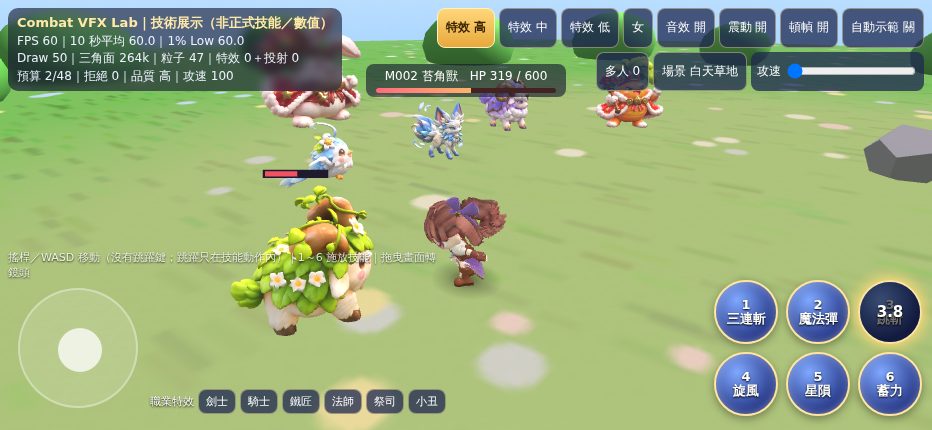 Combat VFX Lab | 技術展示（非正式技能／數值）
FPS 60 | 10 秒平均 60.0 | 1% Low 60.0
Draw 50 | 三角面 264k | 粒子 47 | 特效 0＋投射 0
預算 2/48 | 拒絕 0 | 品質 高 | 攻速 100
特效 高
特效 中
特效 低
女
音效 開
震動 開
頓幀 開
自動示範 關
M002 苔角獸 HP 319 / 600
多人 0
場景 白天草地
攻速
搖桿／WASD 移動（沒有跳躍鍵；跳躍只在技能動作內） | 1～6 施放技能 | 拖曳畫面轉
鏡頭
1
三連斬
2
魔法彈
3.8
4
旋風
5
星隕
6
蓄力
職業特效
劍士
騎士
鐵匠
法師
祭司
小丑